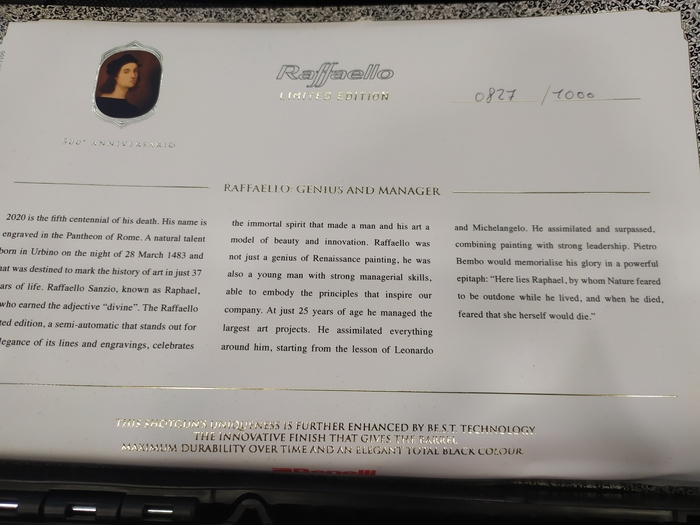 Raffaello
LIMITED EDITION
0827 /1000
500° ANNIVERSARIO
RAFFAELLO: GENIUS AND MANAGER
2020 is the fifth centennial of his death. His name is
engraved in the Pantheon of Rome. A natural talent
born in Urbino on the night of 28 March 1483 and
that was destined to mark the history of art in just 37
years of life. Raffaello Sanzio, known as Raphael,
who earned the adjective “divine”. The Raffaello
limited edition, a semi-automatic that stands out for
elegance of its lines and engravings, celebrates
the immortal spirit that made a man and his art a
model of beauty and innovation. Raffaello was
not just a genius of Renaissance painting, he was
also a young man with strong managerial skills,
able to embody the principles that inspire our
company. At just 25 years of age he managed the
largest art projects. He assimilated everything
around him, starting from the lesson of Leonardo
and Michelangelo. He assimilated and surpassed,
combining painting with strong leadership. Pietro
Bembo would memorialise his glory in a powerful
epitaph: “Here lies Raphael, by whom Nature feared
to be outdone while he lived, and when he died,
feared that she herself would die.”
THIS SHOTGUN'S UNIQUENESS IS FURTHER ENHANCED BY BE.S.T. TECHNOLOGY
THE INNOVATIVE FINISH THAT GIVES THE BARREL
MAXIMUM DURABILITY OVER TIME AND AN ELEGANT TOTAL BLACK COLOUR
Benelli